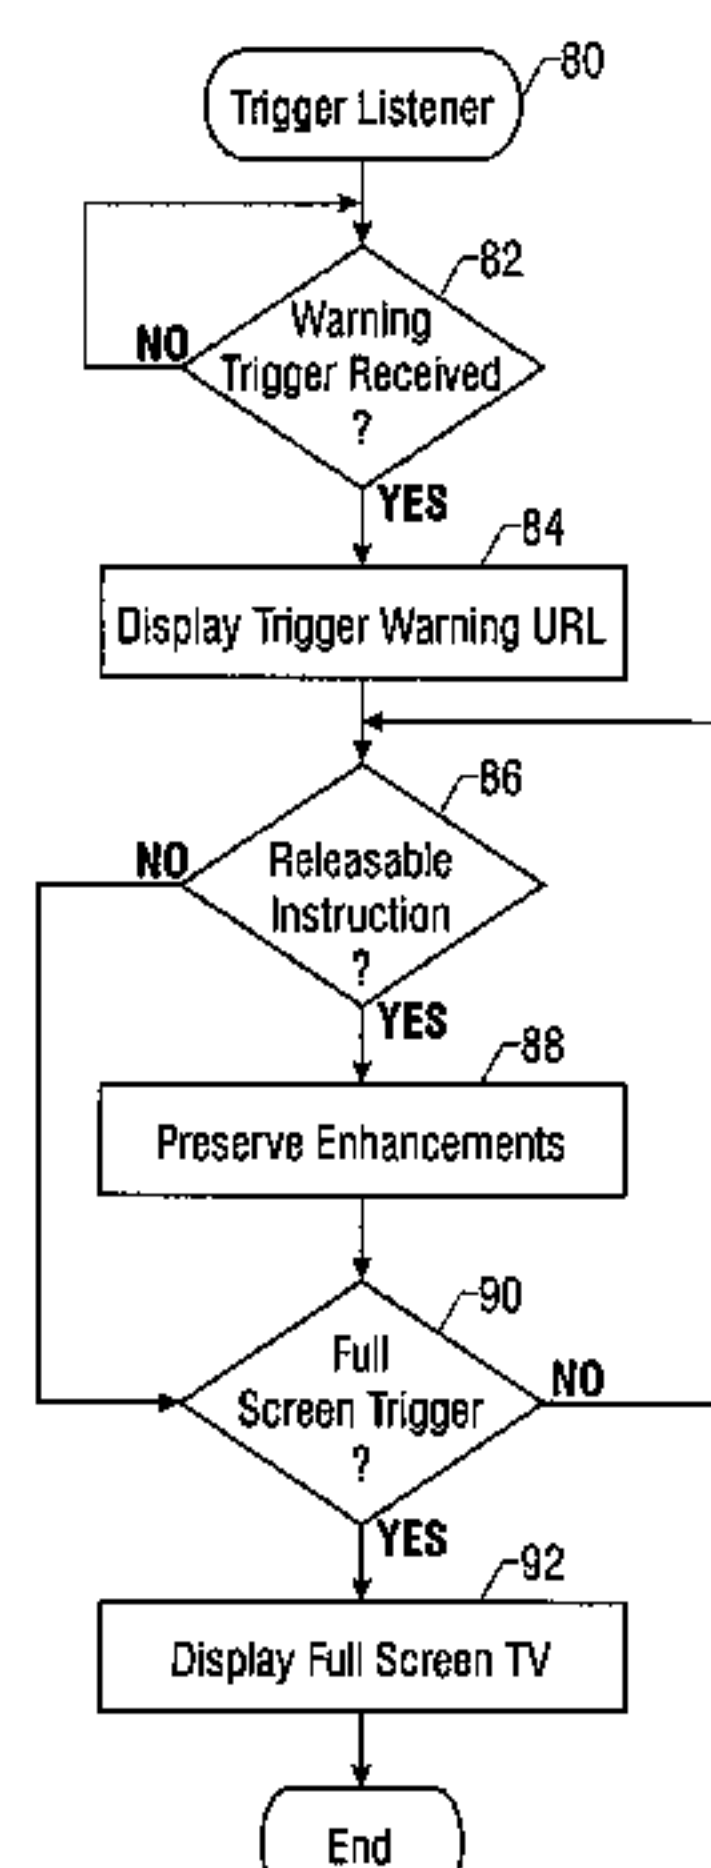 80
Trigger Listener
82
Warning
Trigger Received
?
NO
YES
84
Display Trigger Warning URL
86
NO
Releasable
Instruction
?
YES
88
Preserve Enhancements
90
Full
Screen Trigger
?
NO
YES
92
Display Full Screen TV
End